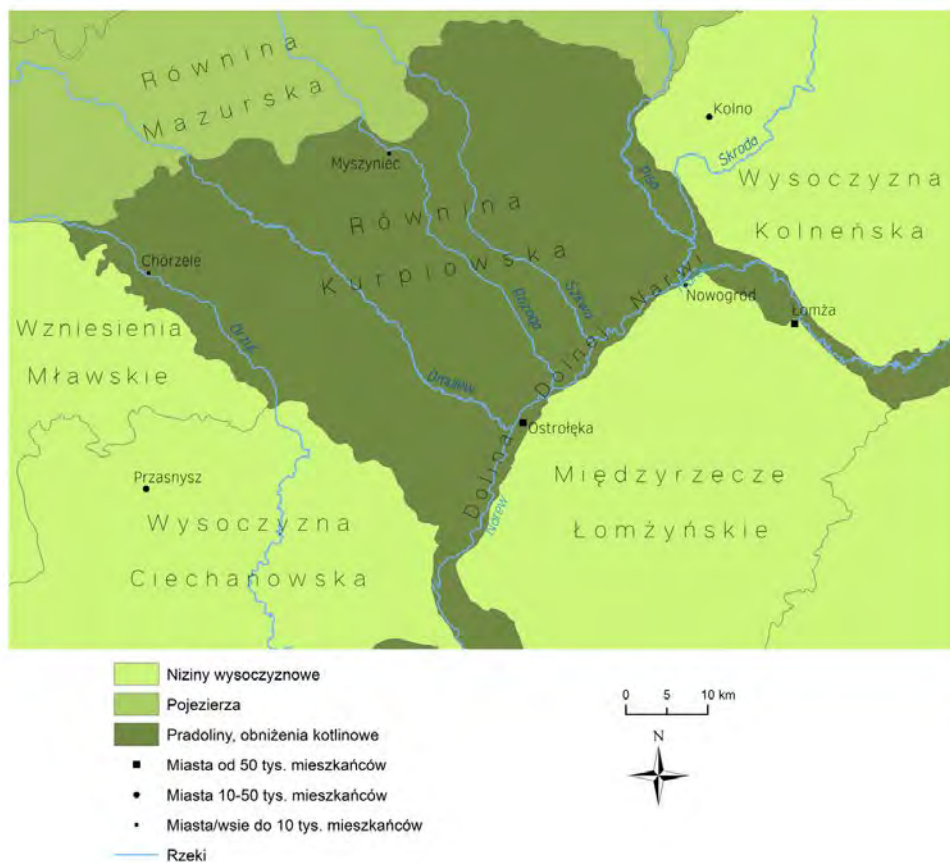 Równina
Mazurska
Kolno
Skroda
Myszyniec
Pisa
Wysoczyzna
Kolneńska
Równina
Kurpiowska
Chorzele
Orzyc
Rozoga
Szkwa
Omulew
Nowogród
Łomża
Wzniesienia
Mławskie
Dolina Dolnej Narwi
Ostrołęka
Narew
Przasnysz
Wysoczyzna
Ciechanowska
Międzyrzecze
Łomżyńskie
Niziny wysoczyznowe
Pojezierza
Pradoliny, obniżenia kotlinowe
Miasta od 50 tys. mieszkańców
Miasta 10-50 tys. mieszkańców
Miasta/wsie do 10 tys. mieszkańców
Rzeki
0 5 10 km
N